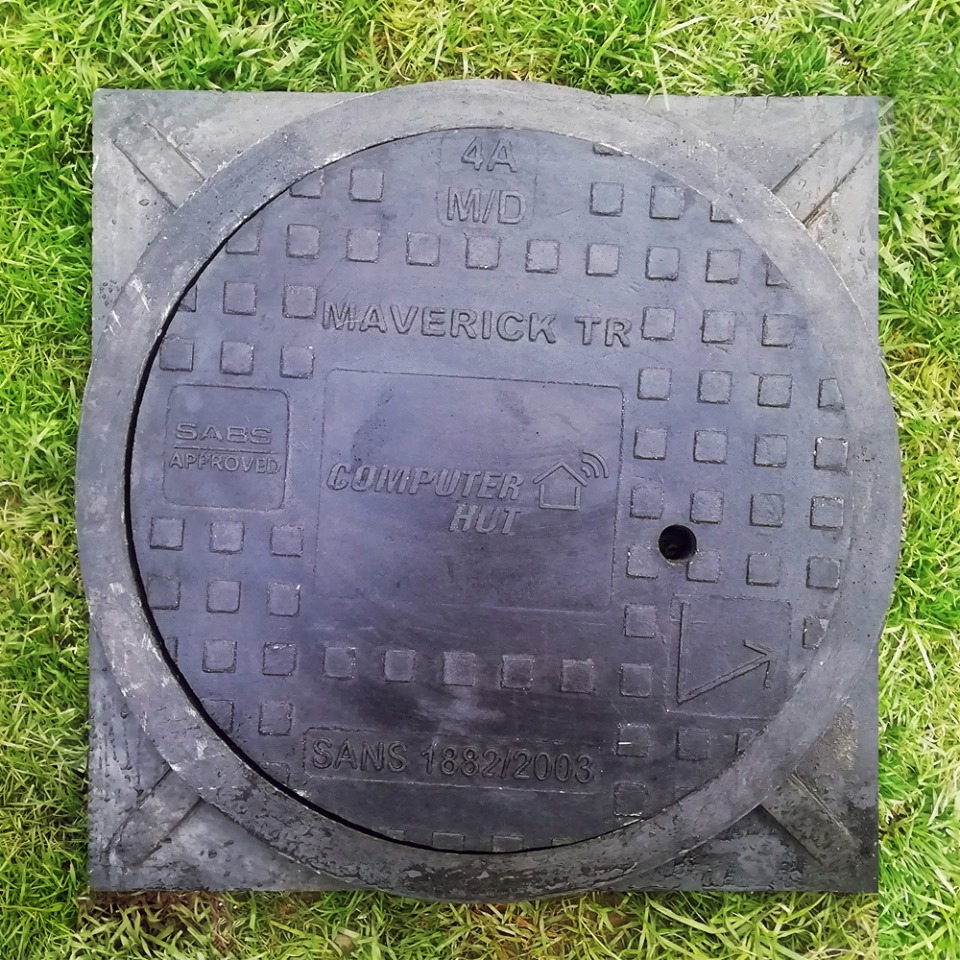 4A
M/D
MAVERICK TR
SABS
APPROVED
COMPUTER
HUT
SANS 1882/2003